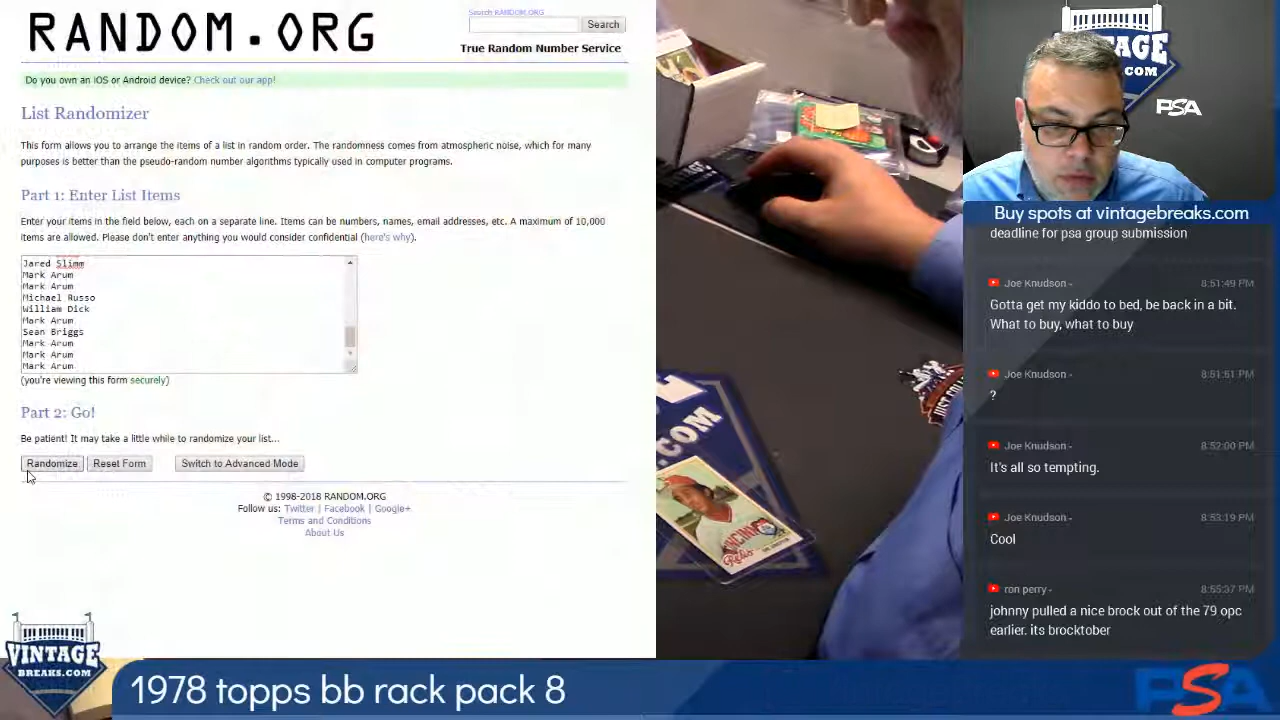 RANDOM.ORG
Search RANDOM.ORG
Search
True Random Number Service
Do you own an iOS or Android device? Check out our app!
List Randomizer
This form allows you to arrange the items of a list in random order. The randomness comes from atmospheric noise, which for many
purposes is better than the pseudo-random number algorithms typically used in computer programs.
Part 1: Enter List Items
Enter your items in the field below, each on a separate line. Items can be numbers, names, email addresses, etc. A maximum of 10,000
items are allowed. Please don't enter anything you would consider confidential (here's why).
Jared Slimm
Mark Arum
Mark Arum
Michael Russo
William Dick
Mark Arum
Sean Briggs
Mark Arum
Mark Arum
Mark Arum
(you're viewing this form securely)
Part 2: Go!
Be patient! It may take a little while to randomize your list...
Randomize
Reset Form
Switch to Advanced Mode
© 1998-2018 RANDOM.ORG
Follow us: Twitter | Facebook | Google+
Terms and Conditions
About Us
VINTAGE
BREAKS.COM
1978 topps bb rack pack 8
.COM
CINCINNATI
Reds
VINTAGE
.COM
PSA
Buy spots at vintagebreaks.com
deadline for psa group submission
Joe Knudson - 8:51:49 PM
Gotta get my kiddo to bed, be back in a bit.
What to buy, what to buy
Joe Knudson - 8:51:51 PM
?
Joe Knudson - 8:52:00 PM
It's all so tempting.
Joe Knudson - 8:53:19 PM
Cool
ron perry - 8:55:37 PM
johnny pulled a nice brock out of the 79 opc
earlier. its brocktober
PSA